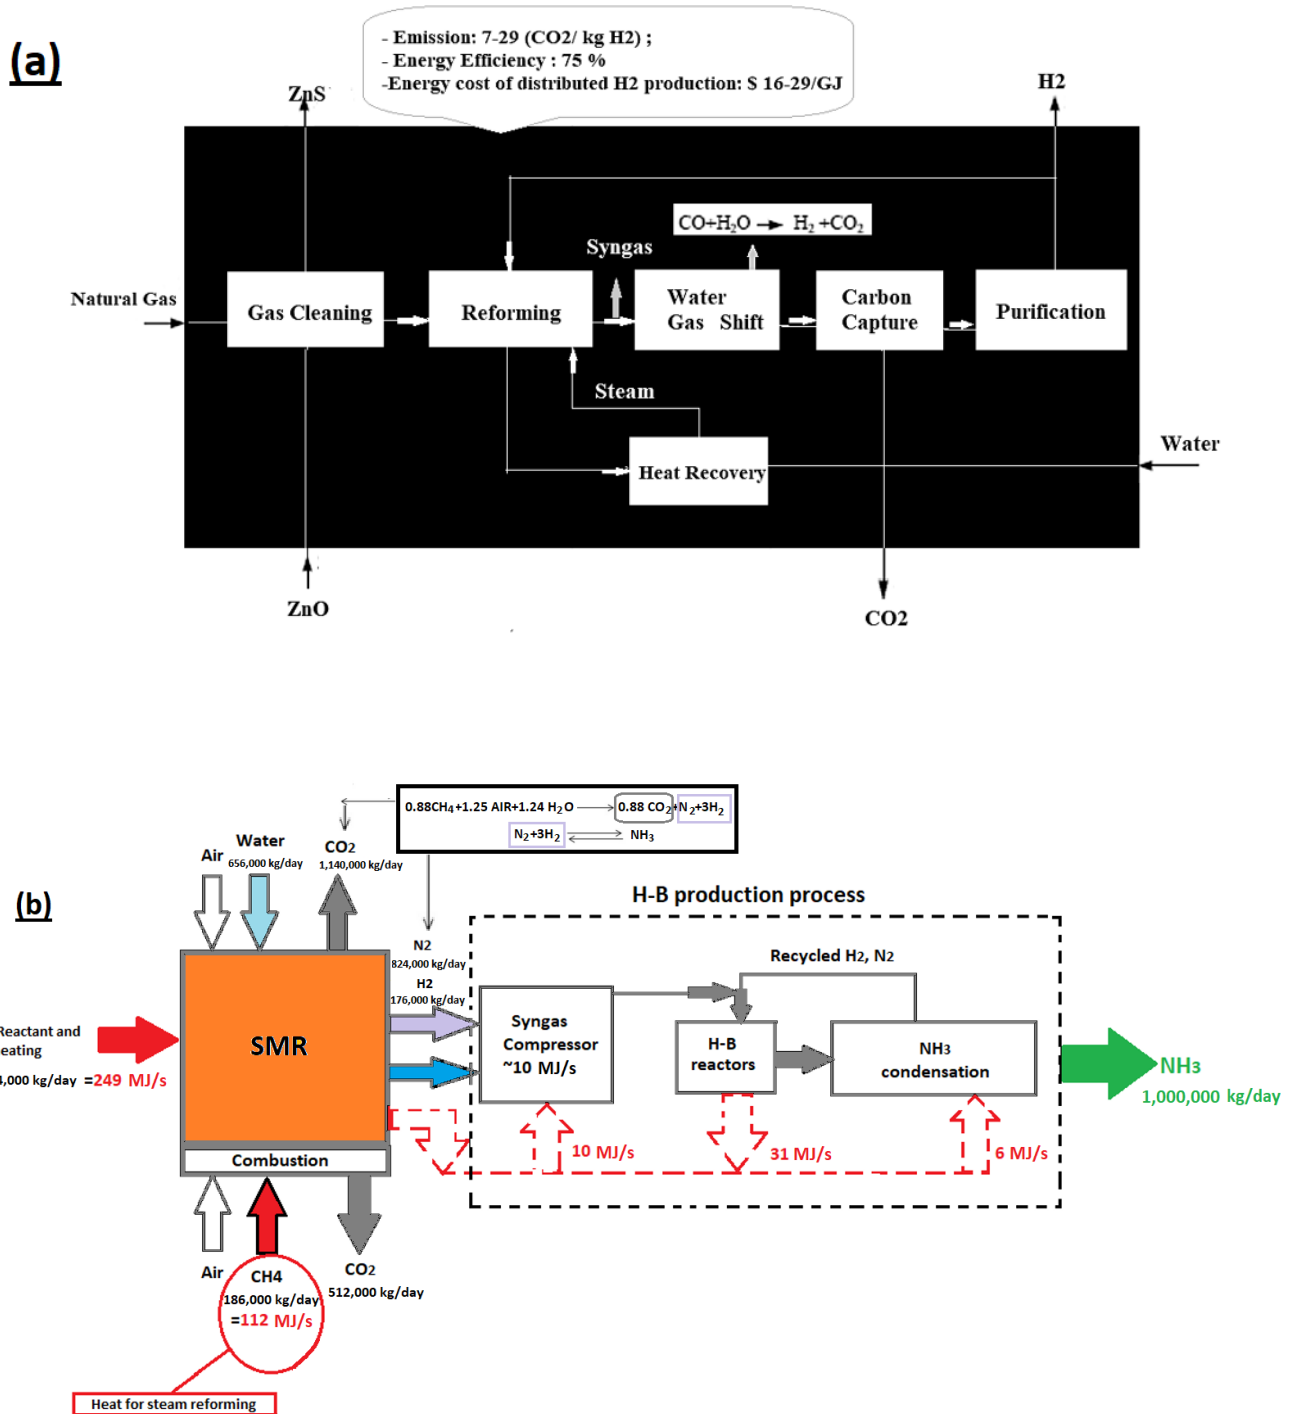 (a)
- Emission: 7-29 (CO2/ kg H2) ;
- Energy Efficiency : 75 %
-Energy cost of distributed H2 production: $ 16-29/GJ
ZnS
H2
CO+H₂O → H₂ +CO₂
Syngas
Natural Gas
Gas Cleaning
Reforming
Water
Gas Shift
Carbon
Capture
Purification
Steam
Heat Recovery
Water
ZnO
CO2
(b)
0.88CH₄+1.25 AIR+1.24 H₂O → 0.88 CO₂+N₂+3H₂
N₂+3H₂ ⇌ NH₃
Air
Water
656,000 kg/day
CO₂
1,140,000 kg/day
H-B production process
N2
824,000 kg/day
H2
176,000 kg/day
Recycled H₂, N₂
Reactant and
eating
4,000 kg/day =249 MJ/s
SMR
Syngas
Compressor
~10 MJ/s
H-B
reactors
NH₃
condensation
NH₃
1,000,000 kg/day
10 MJ/s
31 MJ/s
6 MJ/s
Combustion
Air
CH4
186,000 kg/day
=112 MJ/s
CO₂
512,000 kg/day
Heat for steam reforming